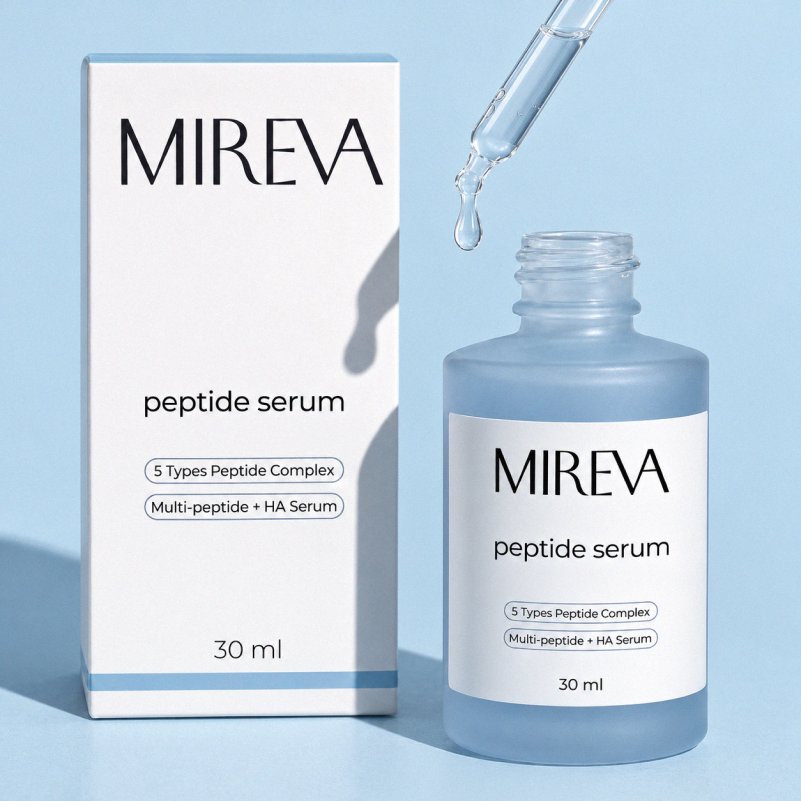 MIREVA
peptide serum
5 Types Peptide Complex
Multi-peptide + HA Serum
30 ml
MIREVA
peptide serum
5 Types Peptide Complex
Multi-peptide + HA Serum
30 ml